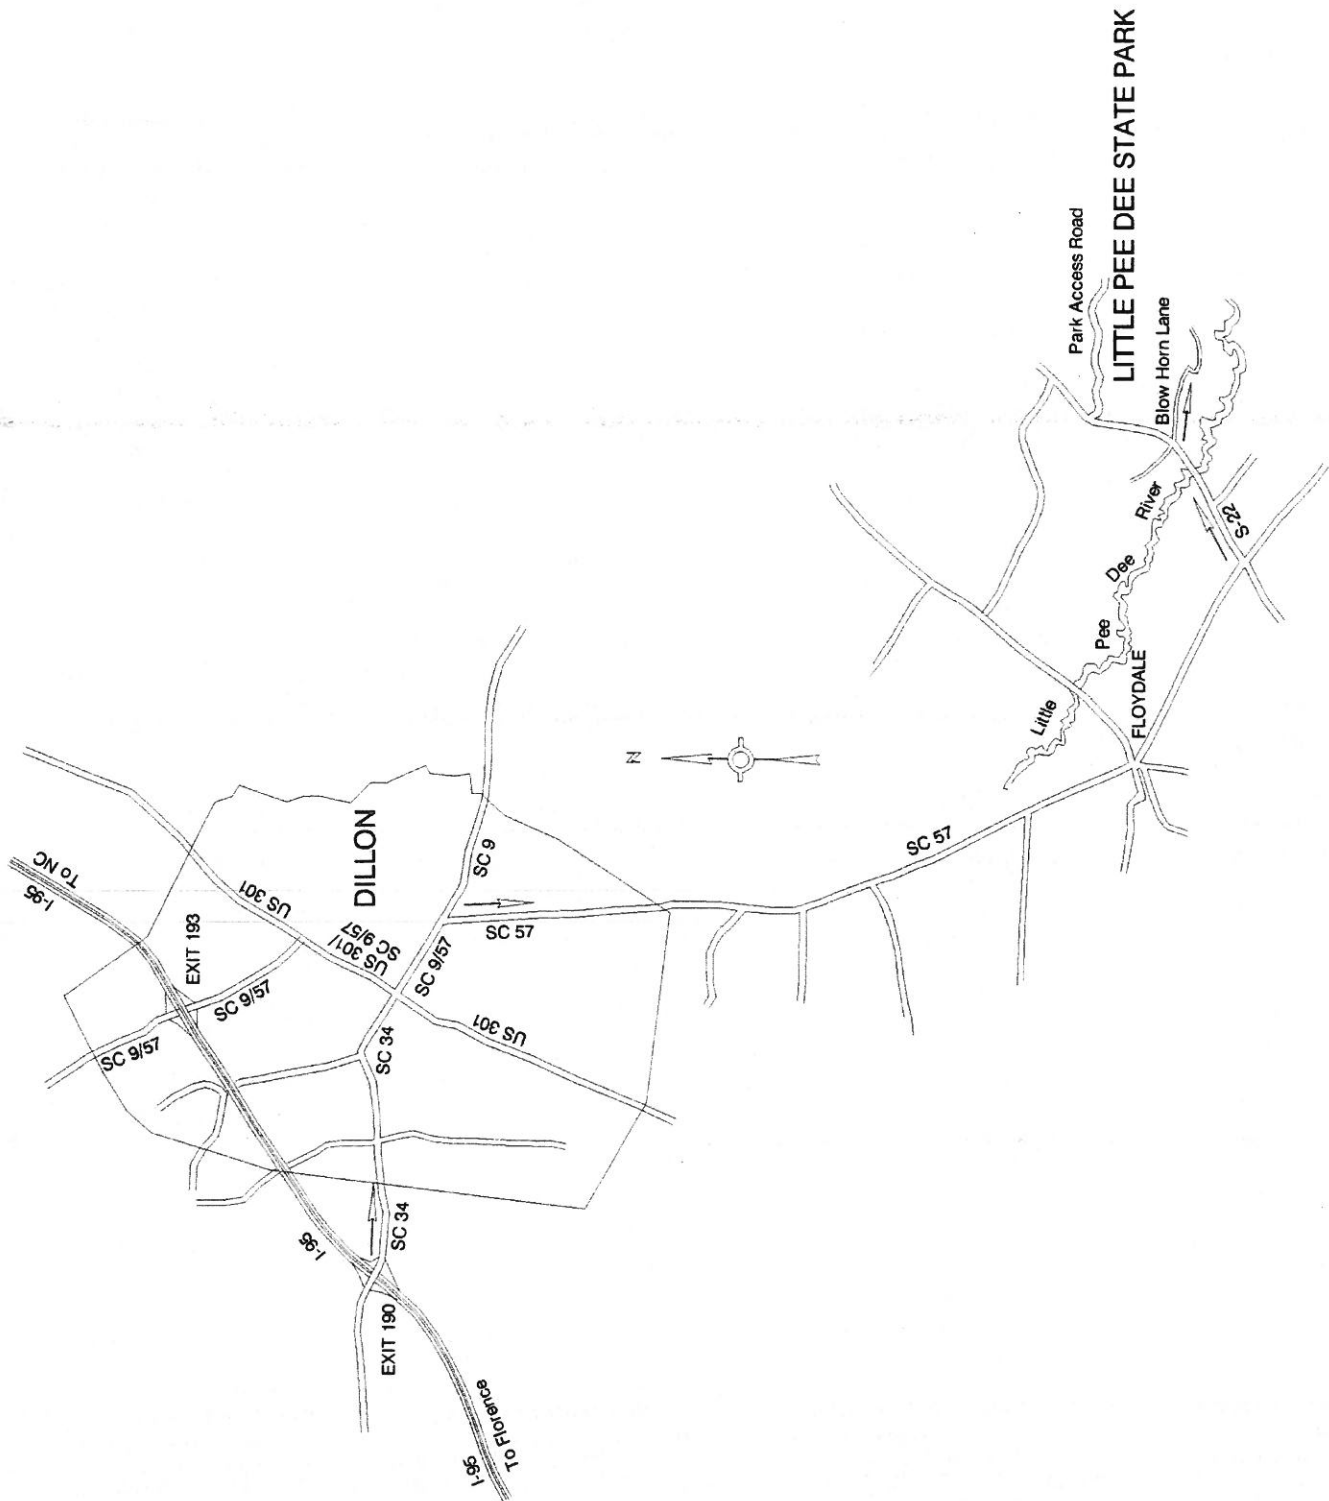 LITTLE PEE DEE STATE PARK
Park Access Road
Blow Horn Lane
S-22
Little
Pee
Dee
River
FLOYDALE
SC 57
N
DILLON
SC 9
SC 57
SC 9/57
US 301/
SC 9/57
US 301
US 301
I-95
To NC
EXIT 193
SC 9/57
SC 9/57
SC 34
SC 34
I-95
EXIT 190
I-95
To Florence